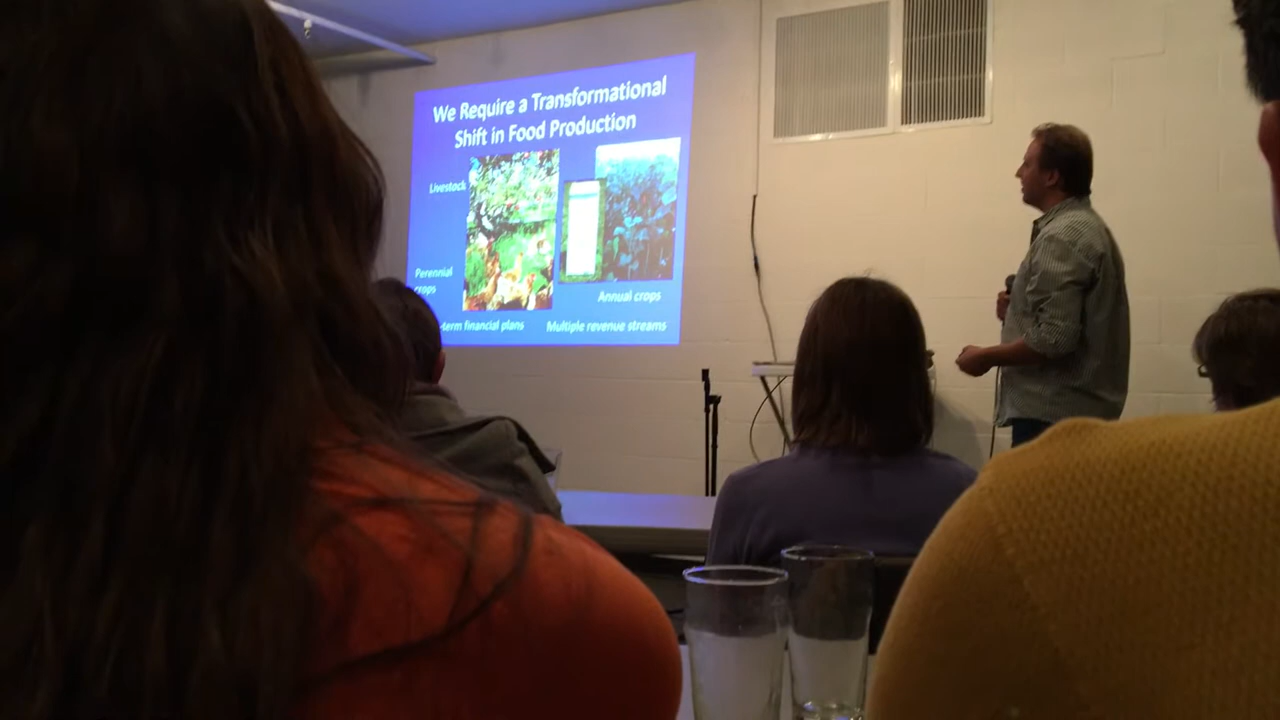 We Require a Transformational
Shift in Food Production
Livestock
Perennial
crops
Annual crops
-term financial plans
Multiple revenue streams